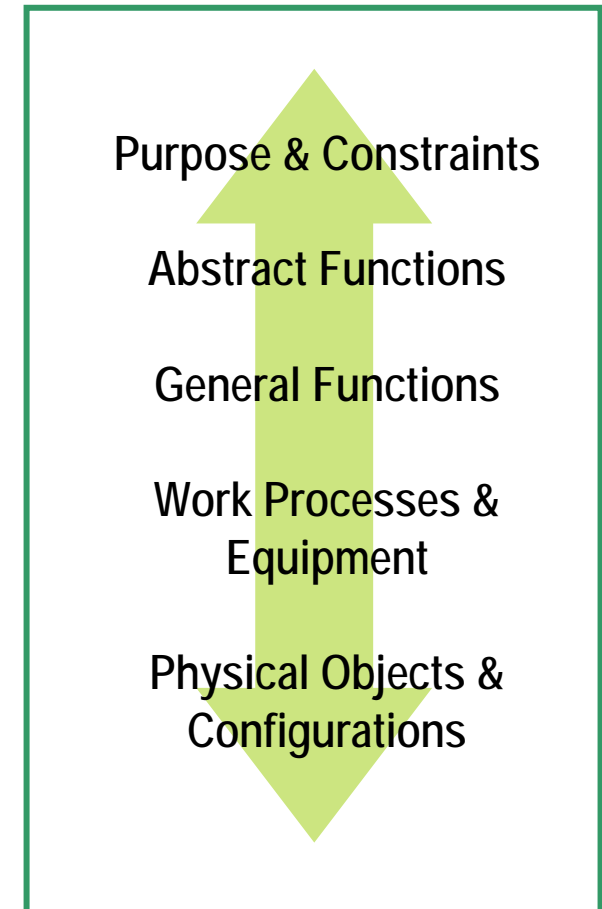 Purpose & Constraints
Abstract Functions
General Functions
Work Processes &
Equipment
Physical Objects &
Configurations